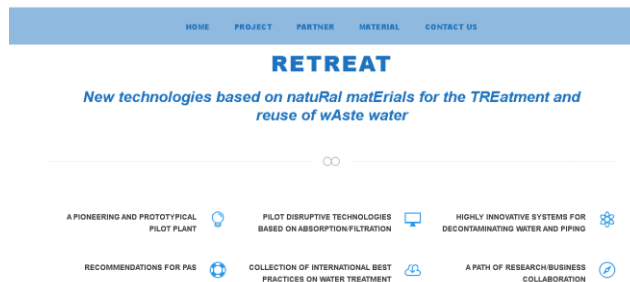 HOME PROJECT PARTNER MATERIAL CONTACT US
RETREAT
New technologies based on natuRal matErials for the TREatment and
reuse of wAste water
A PIONEERING AND PROTOTYPICAL
PILOT PLANT
PILOT DISRUPTIVE TECHNOLOGIES
BASED ON ABSORPTION/FILTRATION
HIGHLY INNOVATIVE SYSTEMS FOR
DECONTAMINATING WATER AND PIPING
RECOMMENDATIONS FOR PAS
COLLECTION OF INTERNATIONAL BEST
PRACTICES ON WATER TREATMENT
A PATH OF RESEARCH/BUSINESS
COLLABORATION